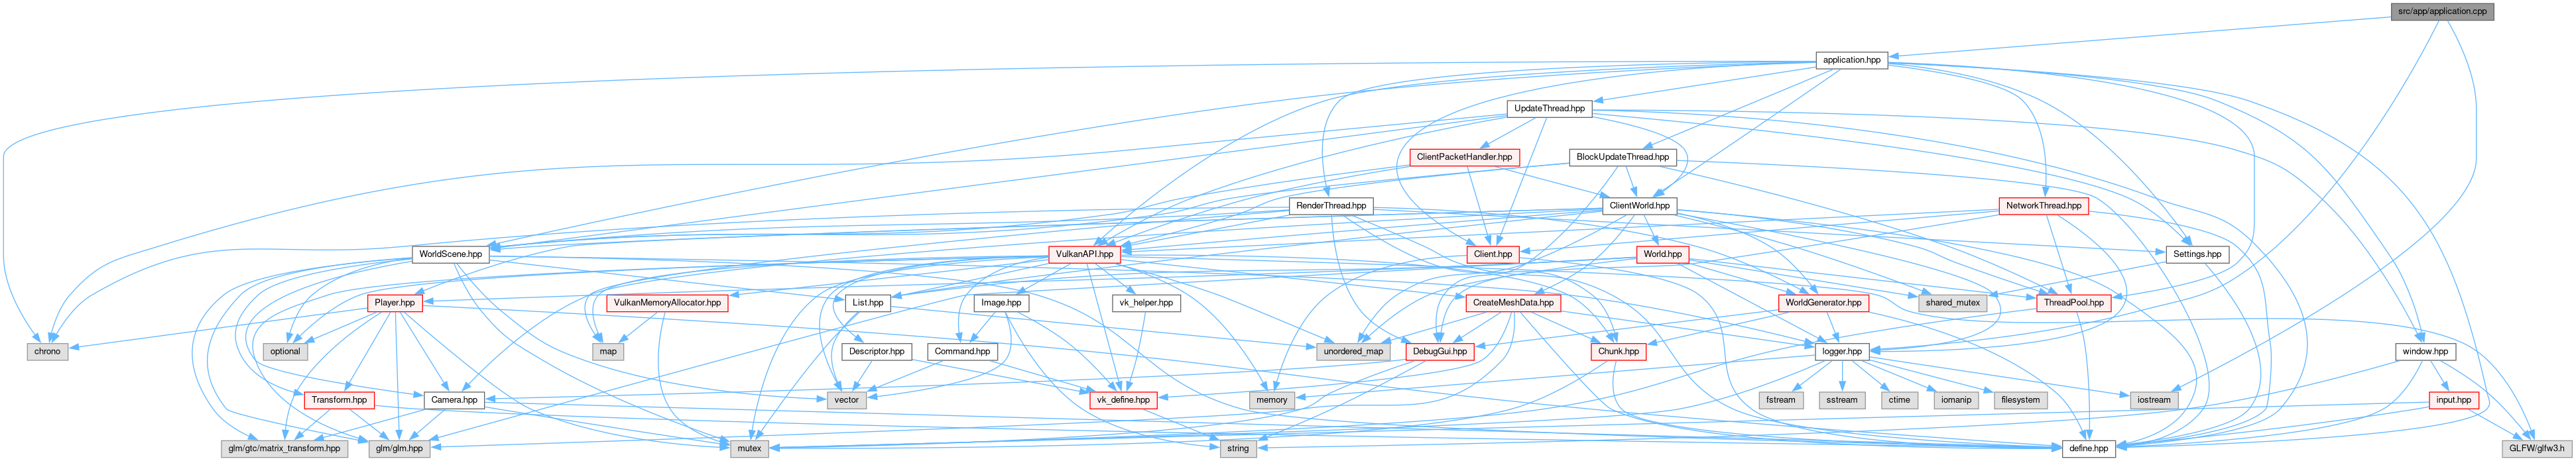 src/app/application.cpp
application.hpp
UpdateThread.hpp
ClientPacketHandler.hpp
BlockUpdateThread.hpp
RenderThread.hpp
ClientWorld.hpp
NetworkThread.hpp
WorldScene.hpp
VulkanAPI.hpp
Client.hpp
World.hpp
Settings.hpp
Player.hpp
VulkanMemoryAllocator.hpp
List.hpp
Image.hpp
vk_helper.hpp
CreateMeshData.hpp
WorldGenerator.hpp
shared_mutex
ThreadPool.hpp
chrono
optional
map
Descriptor.hpp
Command.hpp
unordered_map
DebugGui.hpp
Chunk.hpp
logger.hpp
window.hpp
Transform.hpp
Camera.hpp
vector
vk_define.hpp
memory
fstream
sstream
ctime
iomanip
filesystem
iostream
input.hpp
glm/gtc/matrix_transform.hpp
glm/glm.hpp
mutex
string
define.hpp
GLFW/glfw3.h